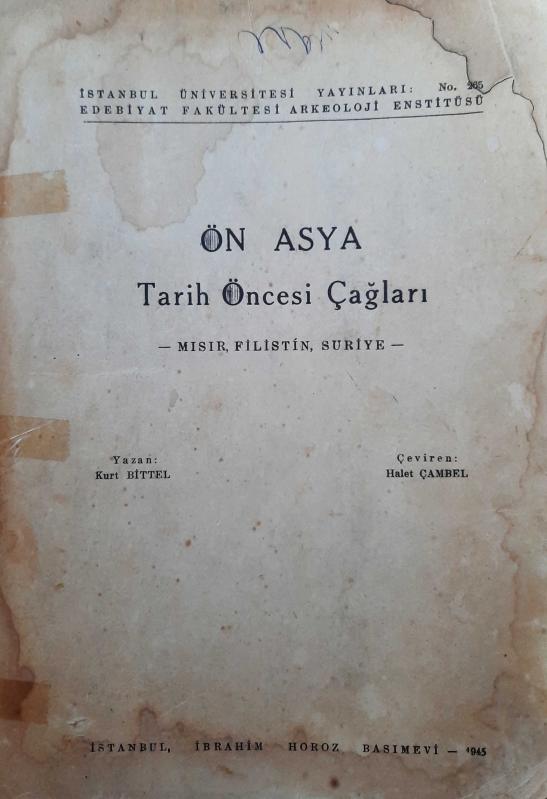 İSTANBUL ÜNİVERSİTESİ YAYINLARI: No. 265
EDEBİYAT FAKÜLTESİ ARKEOLOJİ ENSTİTÜSÜ
ÖN ASYA
Tarih Öncesi Çağları
— MISIR, FİLİSTİN, SURİYE —
Yazan:
Kurt BİTTEL
Çeviren:
Halet ÇAMBEL
İSTANBUL, İBRAHİM HOROZ BASIMEVİ — 1945